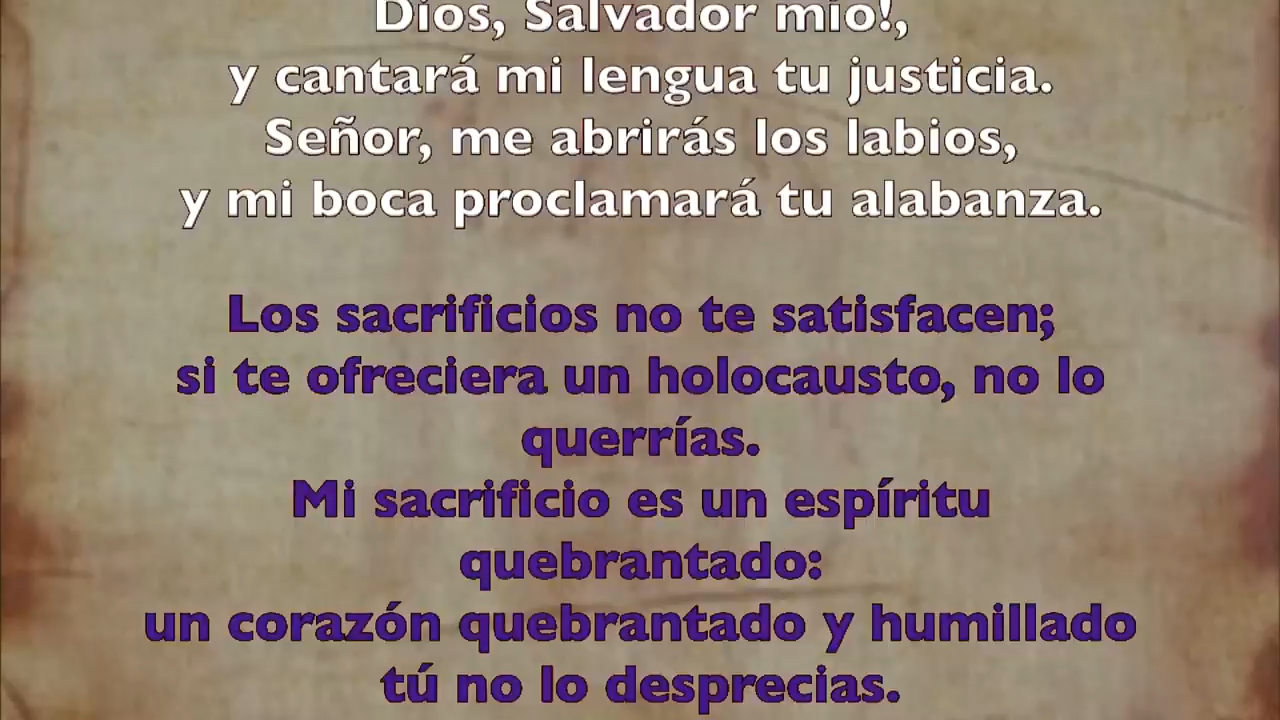 Dios, Salvador mío!,
y cantará mi lengua tu justicia.
Señor, me abrirás los labios,
y mi boca proclamará tu alabanza.
Los sacrificios no te satisfacen;
si te ofreciera un holocausto, no lo
querrías.
Mi sacrificio es un espíritu
quebrantado:
un corazón quebrantado y humillado
tú no lo desprecias.